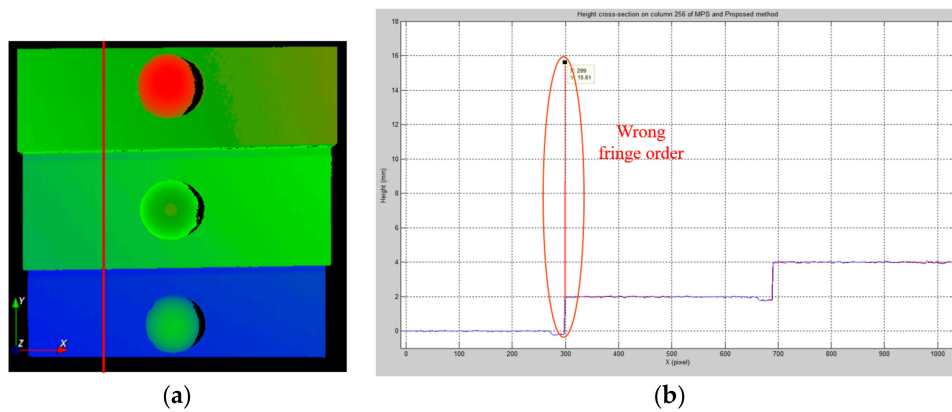 Height cross-section on column 256 of MPS and Proposed method
18
16
14
12
10
8
6
4
2
0
Height (mm)
: 299
Y: 15.61
Wrong
fringe order
0
100
200
300
400
500
600
700
800
900
1000
X (pixel)
Y
Z
X
(a)
(b)